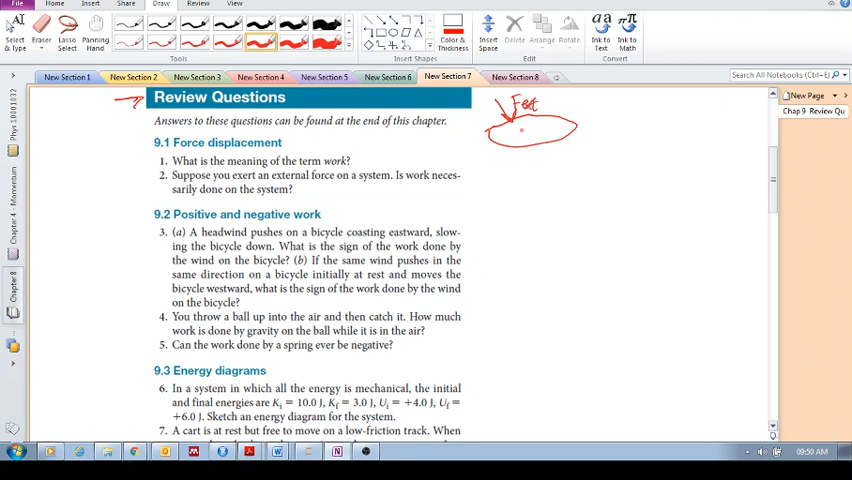 File Home Insert Share Draw Review View
Select & Type
Eraser
Lasso Select
Panning Hand
Color & Thickness
Insert Space
Delete
Arrange
Rotate
Ink to Text
Ink to Math
Tools
Insert Shapes
Edit
Convert
New Section 1 New Section 2 New Section 3 New Section 4 New Section 5 New Section 6 New Section 7 New Section 8
Search All Notebooks (Ctrl+E)
New Page
Chap 9 Review Qu
Phys 10101032
Chapter 4 - Momentum
Chapter 8
Review Questions
Answers to these questions can be found at the end of this chapter.
9.1 Force displacement
1. What is the meaning of the term work?
2. Suppose you exert an external force on a system. Is work neces-
sarily done on the system?
9.2 Positive and negative work
3. (a) A headwind pushes on a bicycle coasting eastward, slow-
ing the bicycle down. What is the sign of the work done by
the wind on the bicycle? (b) If the same wind pushes in the
same direction on a bicycle initially at rest and moves the
bicycle westward, what is the sign of the work done by the wind
on the bicycle?
4. You throw a ball up into the air and then catch it. How much
work is done by gravity on the ball while it is in the air?
5. Can the work done by a spring ever be negative?
9.3 Energy diagrams
6. In a system in which all the energy is mechanical, the initial
and final energies are Ki = 10.0 J, Kf = 3.0 J, Ui = +4.0 J, Uf =
+6.0 J. Sketch an energy diagram for the system.
7. A cart is at rest but free to move on a low-friction track. When
09:50 AM